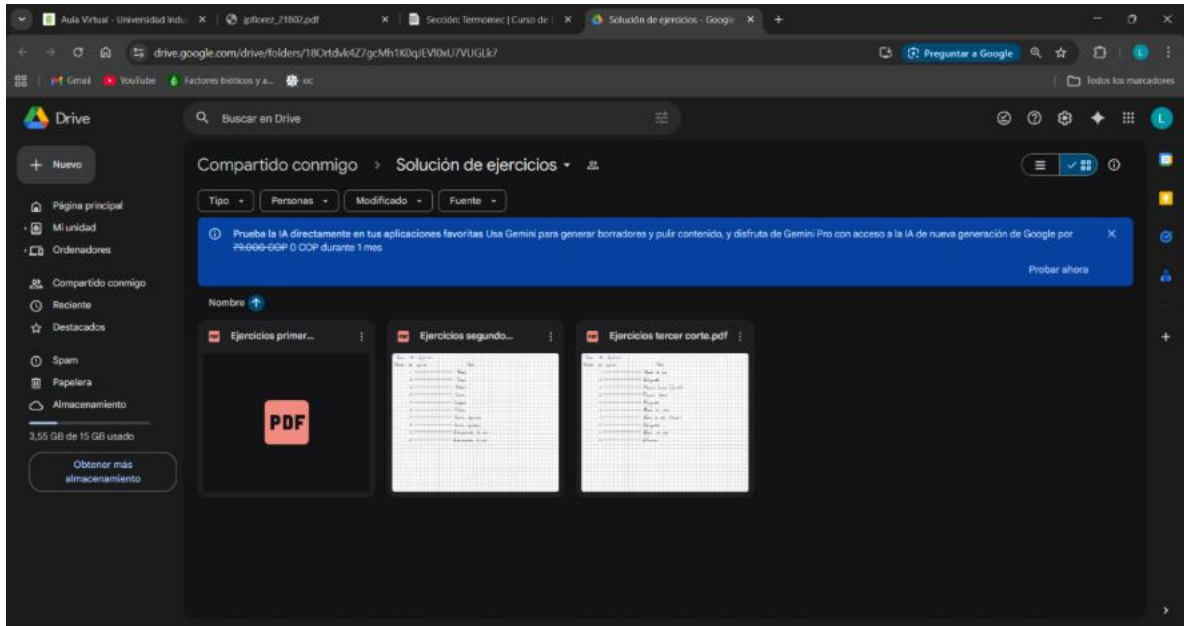 Aula Virtual - Universidad Indu
jpflorez_21802.pdf
Sección: Termomec | Curso de
Solución de ejercicios - Google
drive.google.com/drive/folders/18Ortdvk4Z7gcMh1K0qJEVl0xU7VUGLk7
Preguntar a Google
Gmail
YouTube
Factores bióticos y a...
Todos los marcadores
Drive
Buscar en Drive
L
Nuevo
Compartido conmigo > Solución de ejercicios
Tipo
Personas
Modificado
Fuente
Página principal
Mi unidad
Ordenadores
Compartido conmigo
Reciente
Destacados
Spam
Papelera
Almacenamiento
3,55 GB de 15 GB usado
Obtener más
almacenamiento
Prueba la IA directamente en tus aplicaciones favoritas Usa Gemini para generar borradores y pulir contenido, y disfruta de Gemini Pro con acceso a la IA de nueva generación de Google por
79.000 COP 0 COP durante 1 mes
Probar ahora
Nombre
Ejercicios primer...
Ejercicios segundo...
Ejercicios tercer corte.pdf
PDF